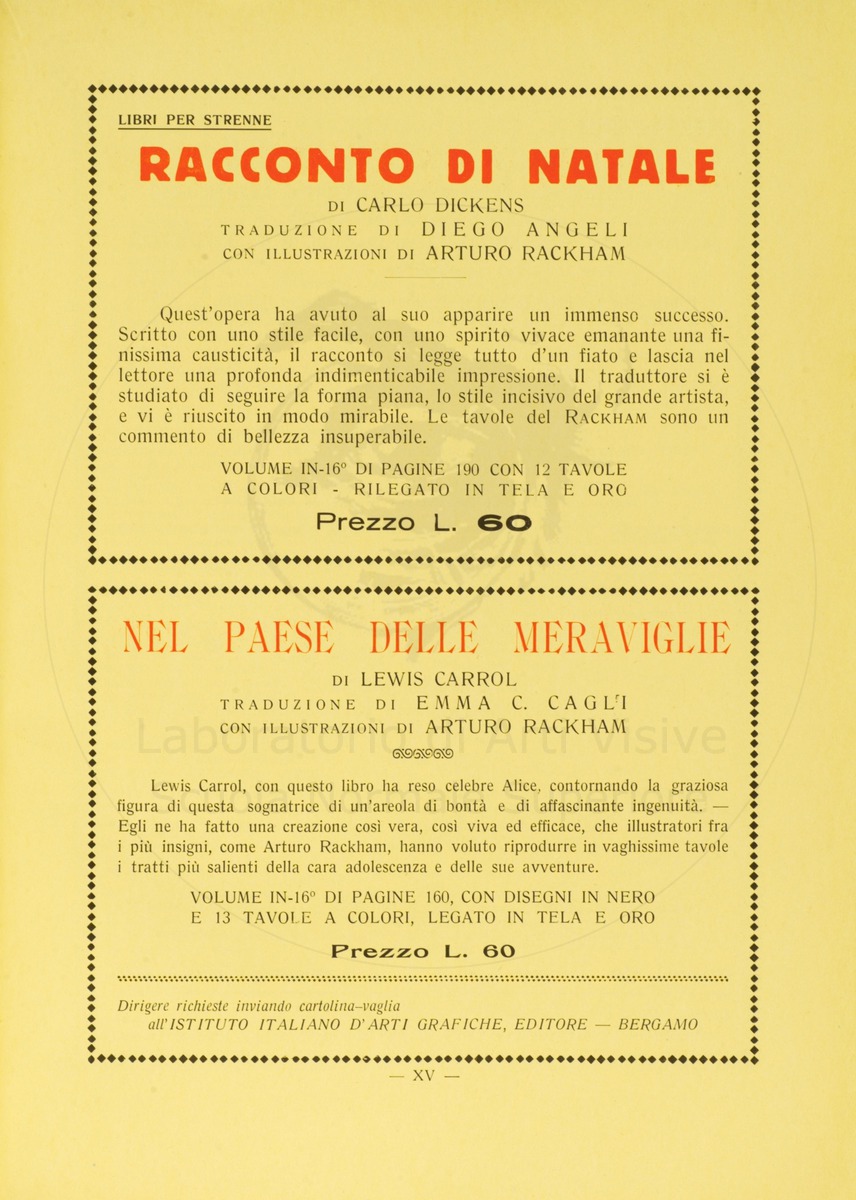 LIBRI PER STRENNE
RACCONTO DI NATALE
DI CARLO DICKENS
TRADUZIONE DI DIEGO ANGELI
CON ILLUSTRAZIONI DI ARTURO RACKHAM
Quest'opera ha avuto al suo apparire un immenso successo.
Scritto con uno stile facile, con uno spirito vivace emanante una fi-
nissima causticità, il racconto si legge tutto d'un fiato e lascia nel
lettore una profonda indimenticabile impressione. Il traduttore si è
studiato di seguire la forma piana, lo stile incisivo del grande artista,
e vi è riuscito in modo mirabile. Le tavole del RACKHAM sono un
commento di bellezza insuperabile.
VOLUME IN-16º DI PAGINE 190 CON 12 TAVOLE
A COLORI - RILEGATO IN TELA E ORO
Prezzo L. 60
NEL PAESE DELLE MERAVIGLIE
DI LEWIS CARROL
TRADUZIONE DI EMMA C. CAGLI
CON ILLUSTRAZIONI DI ARTURO RACKHAM
Laboratorio di Arti Visive
Lewis Carrol, con questo libro ha reso celebre Alice, contornando la graziosa
figura di questa sognatrice di un'areola di bontà e di affascinante ingenuità. —
Egli ne ha fatto una creazione così vera, così viva ed efficace, che illustratori fra
i più insigni, come Arturo Rackham, hanno voluto riprodurre in vaghissime tavole
i tratti più salienti della cara adolescenza e delle sue avventure.
VOLUME IN-16º DI PAGINE 160, CON DISEGNI IN NERO
E 13 TAVOLE A COLORI, LEGATO IN TELA E ORO
Prezzo L. 60
Dirigere richieste inviando cartolina-vaglia
all'ISTITUTO ITALIANO D'ARTI GRAFICHE, EDITORE — BERGAMO
— XV —